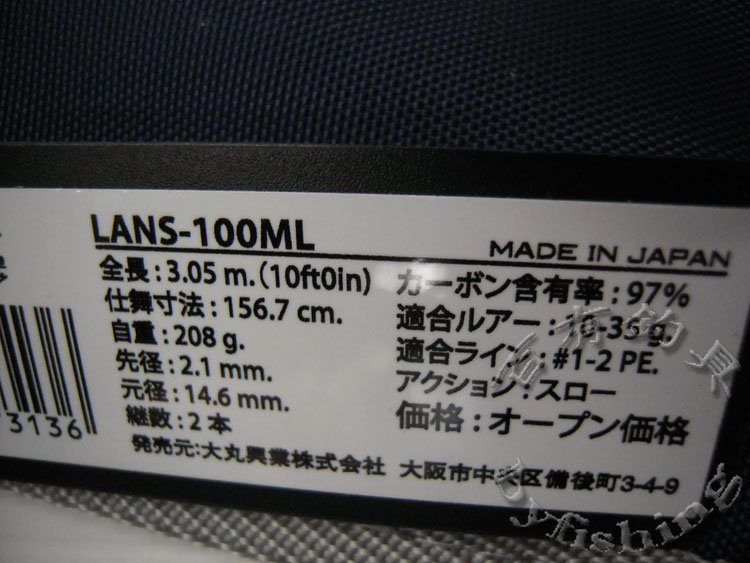 LANS-100ML
MADE IN JAPAN
全長:3.05 m.(10ft0in)
仕舞寸法:156.7 cm.
自重:208 g.
先径:2.1 mm.
元径:14.6 mm.
継数:2本
カーボン含有率:97%
適合ルアー:10-35 g.
適合ライン:#1-2 PE.
アクション:スロー
価格:オープン価格
発売元:大丸興業株式会社 大阪市中央区備後町3-4-9
73136
byfishing